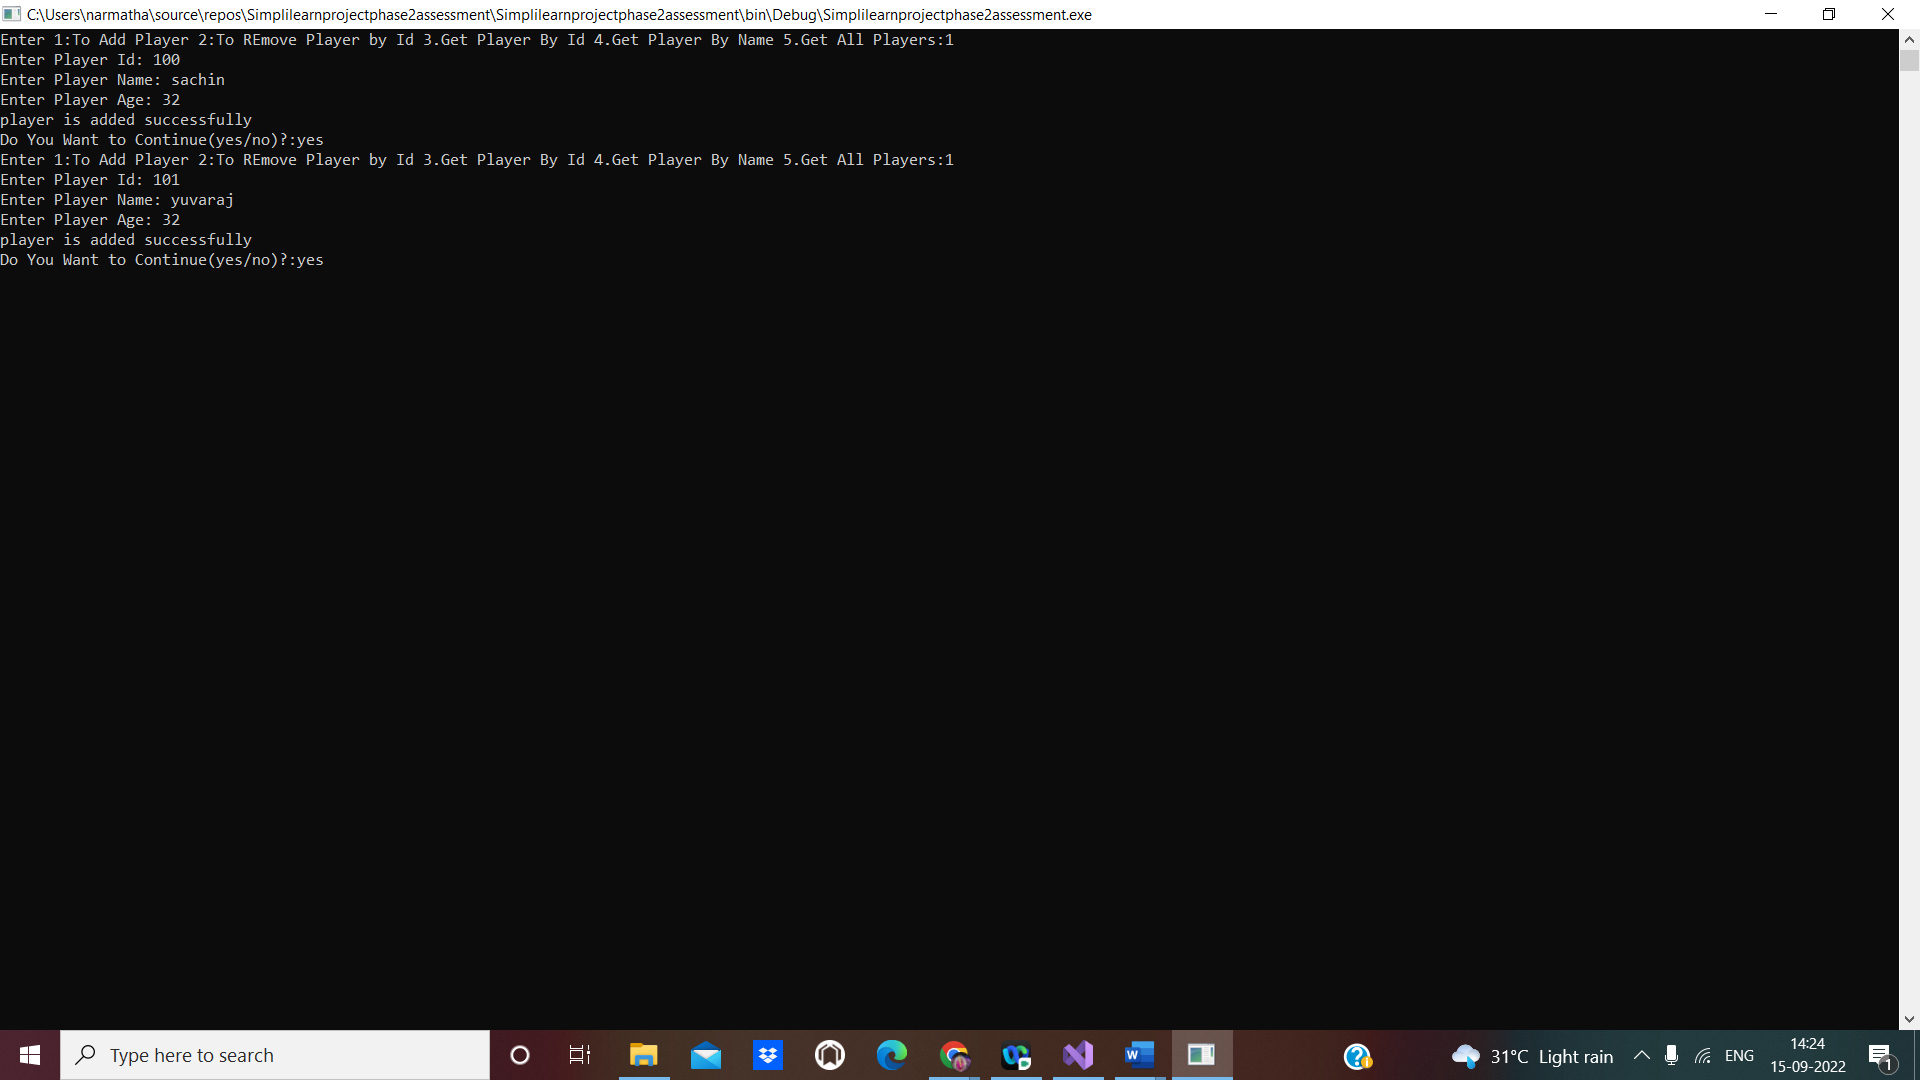 C:\Users\narmatha\source\repos\Simplilearnprojectphase2assessment\Simplilearnprojectphase2assessment\bin\Debug\Simplilearnprojectphase2assessment.exe
Enter 1:To Add Player 2:To REmove Player by Id 3.Get Player By Id 4.Get Player By Name 5.Get All Players:1
Enter Player Id: 100
Enter Player Name: sachin
Enter Player Age: 32
player is added successfully
Do You Want to Continue(yes/no)?:yes
Enter 1:To Add Player 2:To REmove Player by Id 3.Get Player By Id 4.Get Player By Name 5.Get All Players:1
Enter Player Id: 101
Enter Player Name: yuvaraj
Enter Player Age: 32
player is added successfully
Do You Want to Continue(yes/no)?:yes
Type here to search
31°C Light rain
ENG
14:24
15-09-2022
1